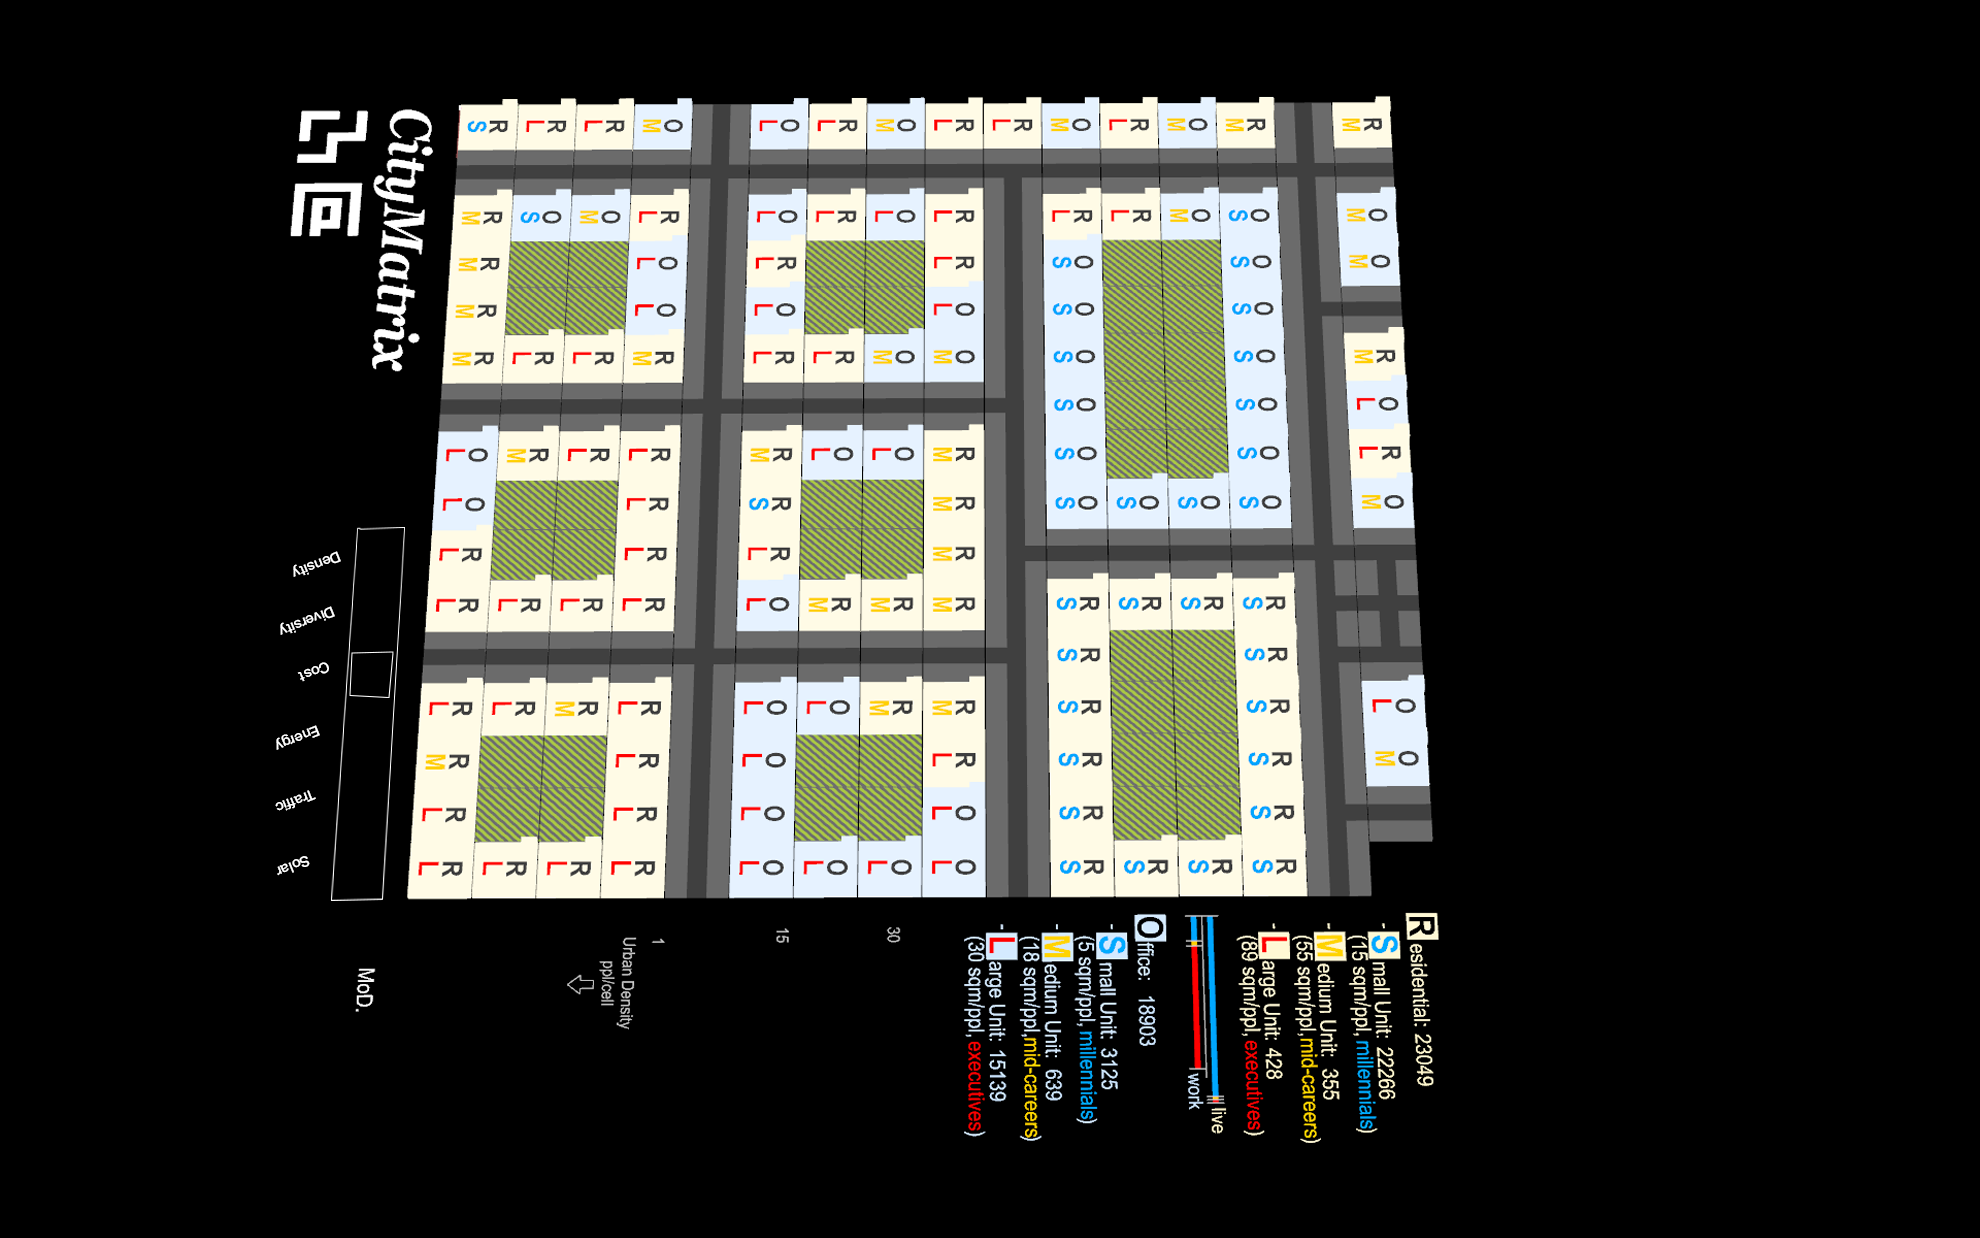 R O O R O R O O O
M M M M L L M L M
R O O O O O O O R R R R R R
M S S S S S S S S S S S S S
O O O R R
M M S S S
R R O R R
L L S S S
O R O O O O O O R R R R R R
M L S S S S S S S S S S S S
R
L
R R R O O R R R R R R O O
L L L L M M M M M M L L L
O O O O R R O
M L M L M M L
R R R O R O O
L L L L M L L
O O R O R R R R O O O O O
L L L L L M S L L L L L L
O R O O R R R R R R R R R
M L L L M L L L L L L L L
R O R R R R R
L M L L L M L
R O R R R R R
L S L M L L L
R R R R R O O R R R R R R
S M M M M L L L L L M L L
Residential: 23049
- Small Unit: 22266
(15 sqm/ppl, millennials)
- Medium Unit: 355
(55 sqm/ppl,mid-careers)
- Large Unit: 428
(89 sqm/ppl, executives)
live
work
Office: 18903
- Small Unit: 3125
(5 sqm/ppl, millennials)
- Medium Unit: 639
(18 sqm/ppl,mid-careers)
- Large Unit: 15139
(30 sqm/ppl, executives)
30
15
1
Urban Density
ppl/cell
CityMatrix
Density
Diversity
Cost
Energy
Traffic
Solar
MoD.